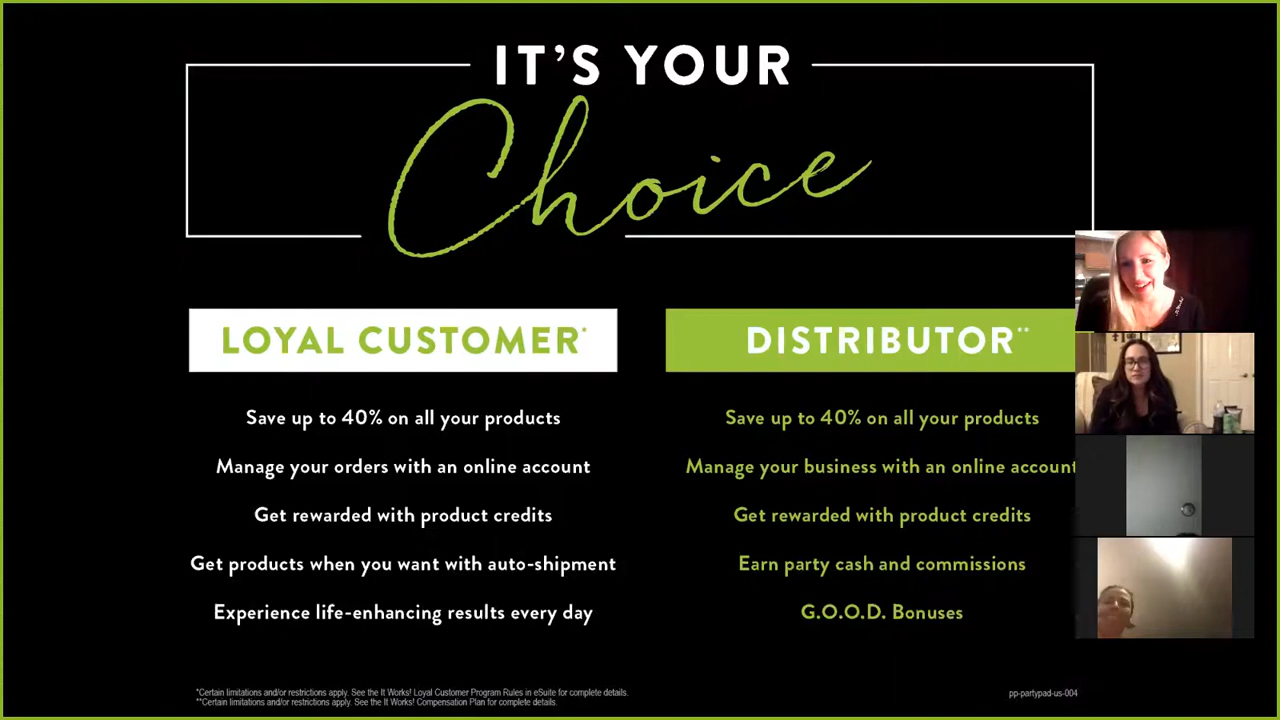 IT'S YOUR
Choice
LOYAL CUSTOMER*
Save up to 40% on all your products
Manage your orders with an online account
Get rewarded with product credits
Get products when you want with auto-shipment
Experience life-enhancing results every day
DISTRIBUTOR**
Save up to 40% on all your products
Manage your business with an online account
Get rewarded with product credits
Earn party cash and commissions
G.O.O.D. Bonuses
*Certain limitations and/or restrictions apply. See the It Works! Loyal Customer Program Rules in eSuite for complete details.
**Certain limitations and/or restrictions apply. See the It Works! Compensation Plan for complete details.
pp-partypad-us-004